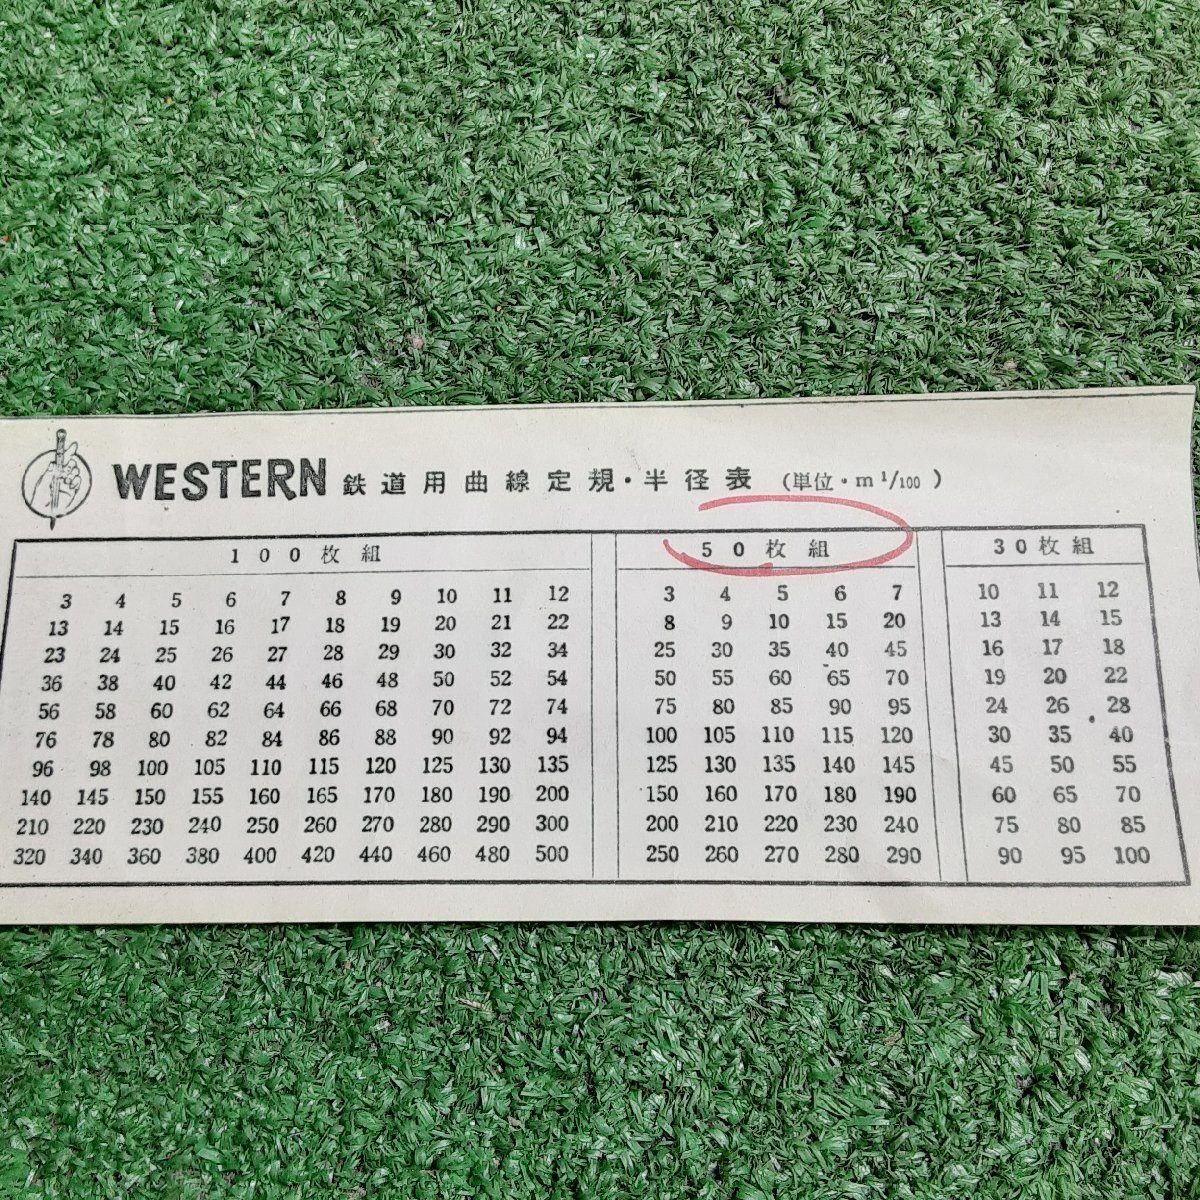 WESTERN 鉄道用曲線定規・半径表 (単位・m 1/100)
100枚組 50枚組 30枚組
3 4 5 6 7 8 9 10 11 12 3 4 5 6 7 10 11 12
13 14 15 16 17 18 19 20 21 22 8 9 10 15 20 13 14 15
23 24 25 26 27 28 29 30 32 34 25 30 35 40 45 16 17 18
36 38 40 42 44 46 48 50 52 54 50 55 60 65 70 19 20 22
56 58 60 62 64 66 68 70 72 74 75 80 85 90 95 24 26 28
76 78 80 82 84 86 88 90 92 94 100 105 110 115 120 30 35 40
96 98 100 105 110 115 120 125 130 135 125 130 135 140 145 45 50 55
140 145 150 155 160 165 170 180 190 200 150 160 170 180 190 60 65 70
210 220 230 240 250 260 270 280 290 300 200 210 220 230 240 75 80 85
320 340 360 380 400 420 440 460 480 500 250 260 270 280 290 90 95 100